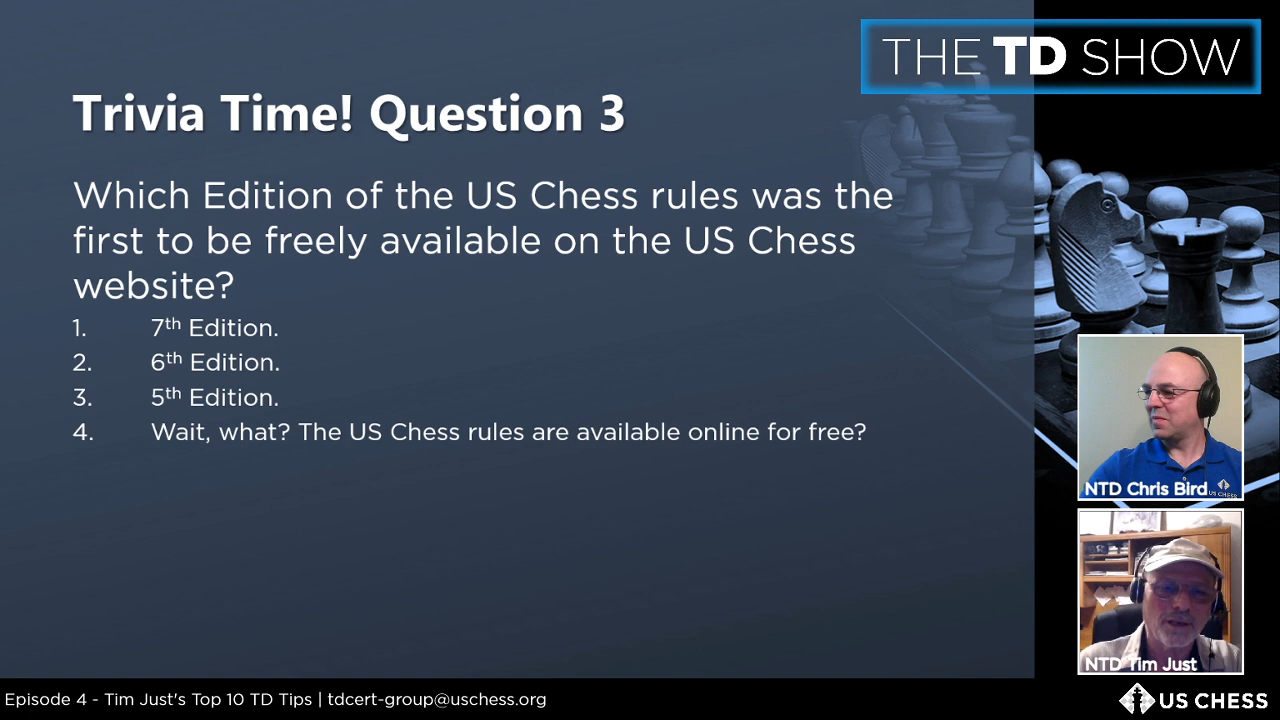 THE TD SHOW
Trivia Time! Question 3
Which Edition of the US Chess rules was the
first to be freely available on the US Chess
website?
1. 7th Edition.
2. 6th Edition.
3. 5th Edition.
4. Wait, what? The US Chess rules are available online for free?
NTD Chris Bird
US CHESS
NTD Tim Just
Episode 4 - Tim Just's Top 10 TD Tips | tdcert-group@uschess.org
US CHESS